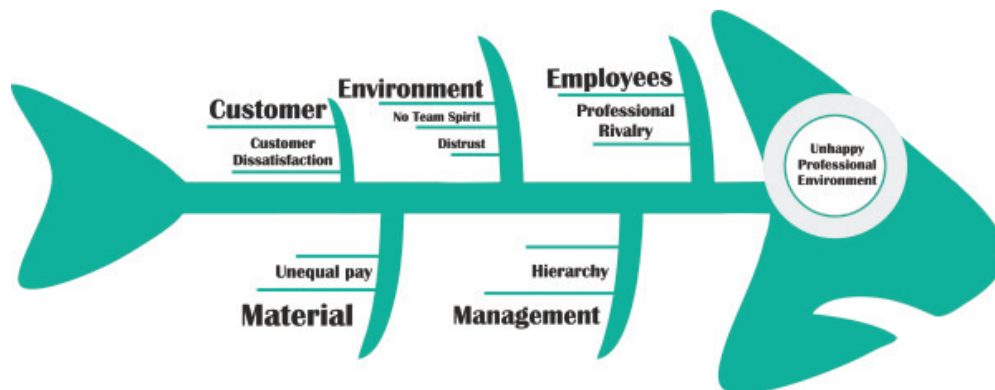 Customer
Customer
Dissatisfaction
Environment
No Team Spirit
Distrust
Employees
Professional
Rivalry
Unhappy
Professional
Environment
Unequal pay
Material
Hierarchy
Management